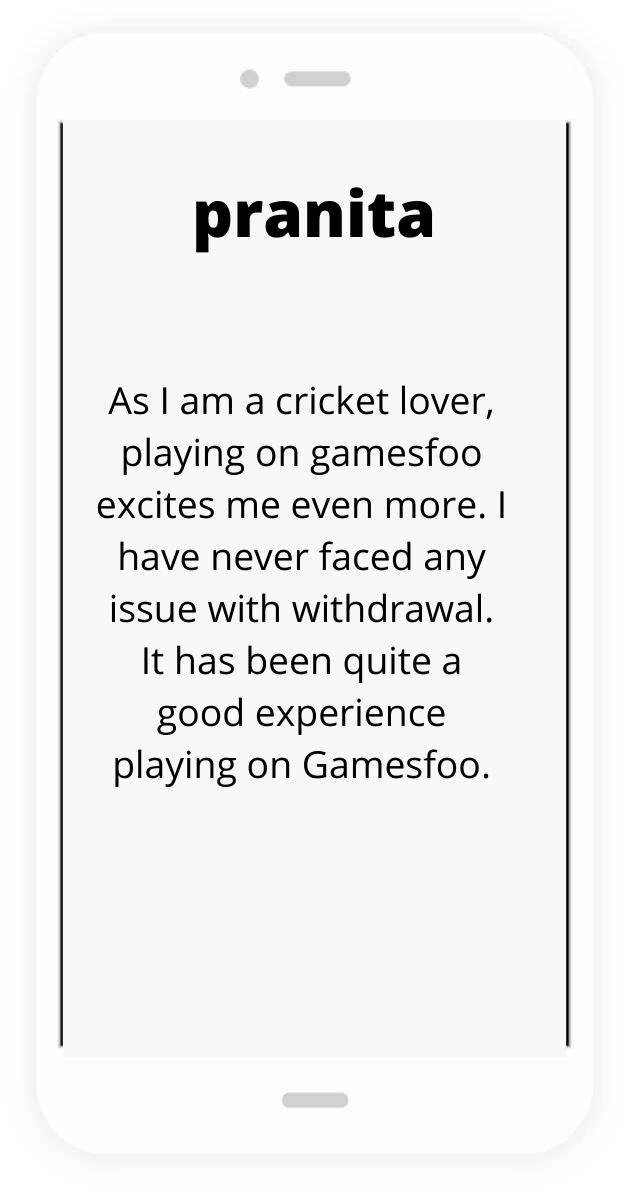 pranita
As I am a cricket lover,
playing on gamesfoo
excites me even more. I
have never faced any
issue with withdrawal.
It has been quite a
good experience
playing on Gamesfoo.